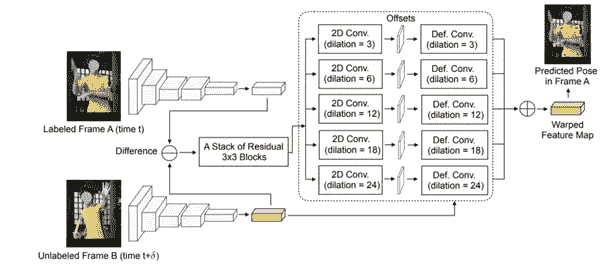 Offsets
2D Conv.
(dilation = 3)
Def. Conv.
(dilation = 3)
2D Conv.
(dilation = 6)
Def. Conv.
(dilation = 6)
2D Conv.
(dilation = 12)
Def. Conv.
(dilation = 12)
2D Conv.
(dilation = 18)
Def. Conv.
(dilation = 18)
2D Conv.
(dilation = 24)
Def. Conv.
(dilation = 24)
Labeled Frame A (time t)
Difference
A Stack of Residual
3x3 Blocks
Unlabeled Frame B (time t+δ)
Predicted Pose
in Frame A
Warped
Feature Map